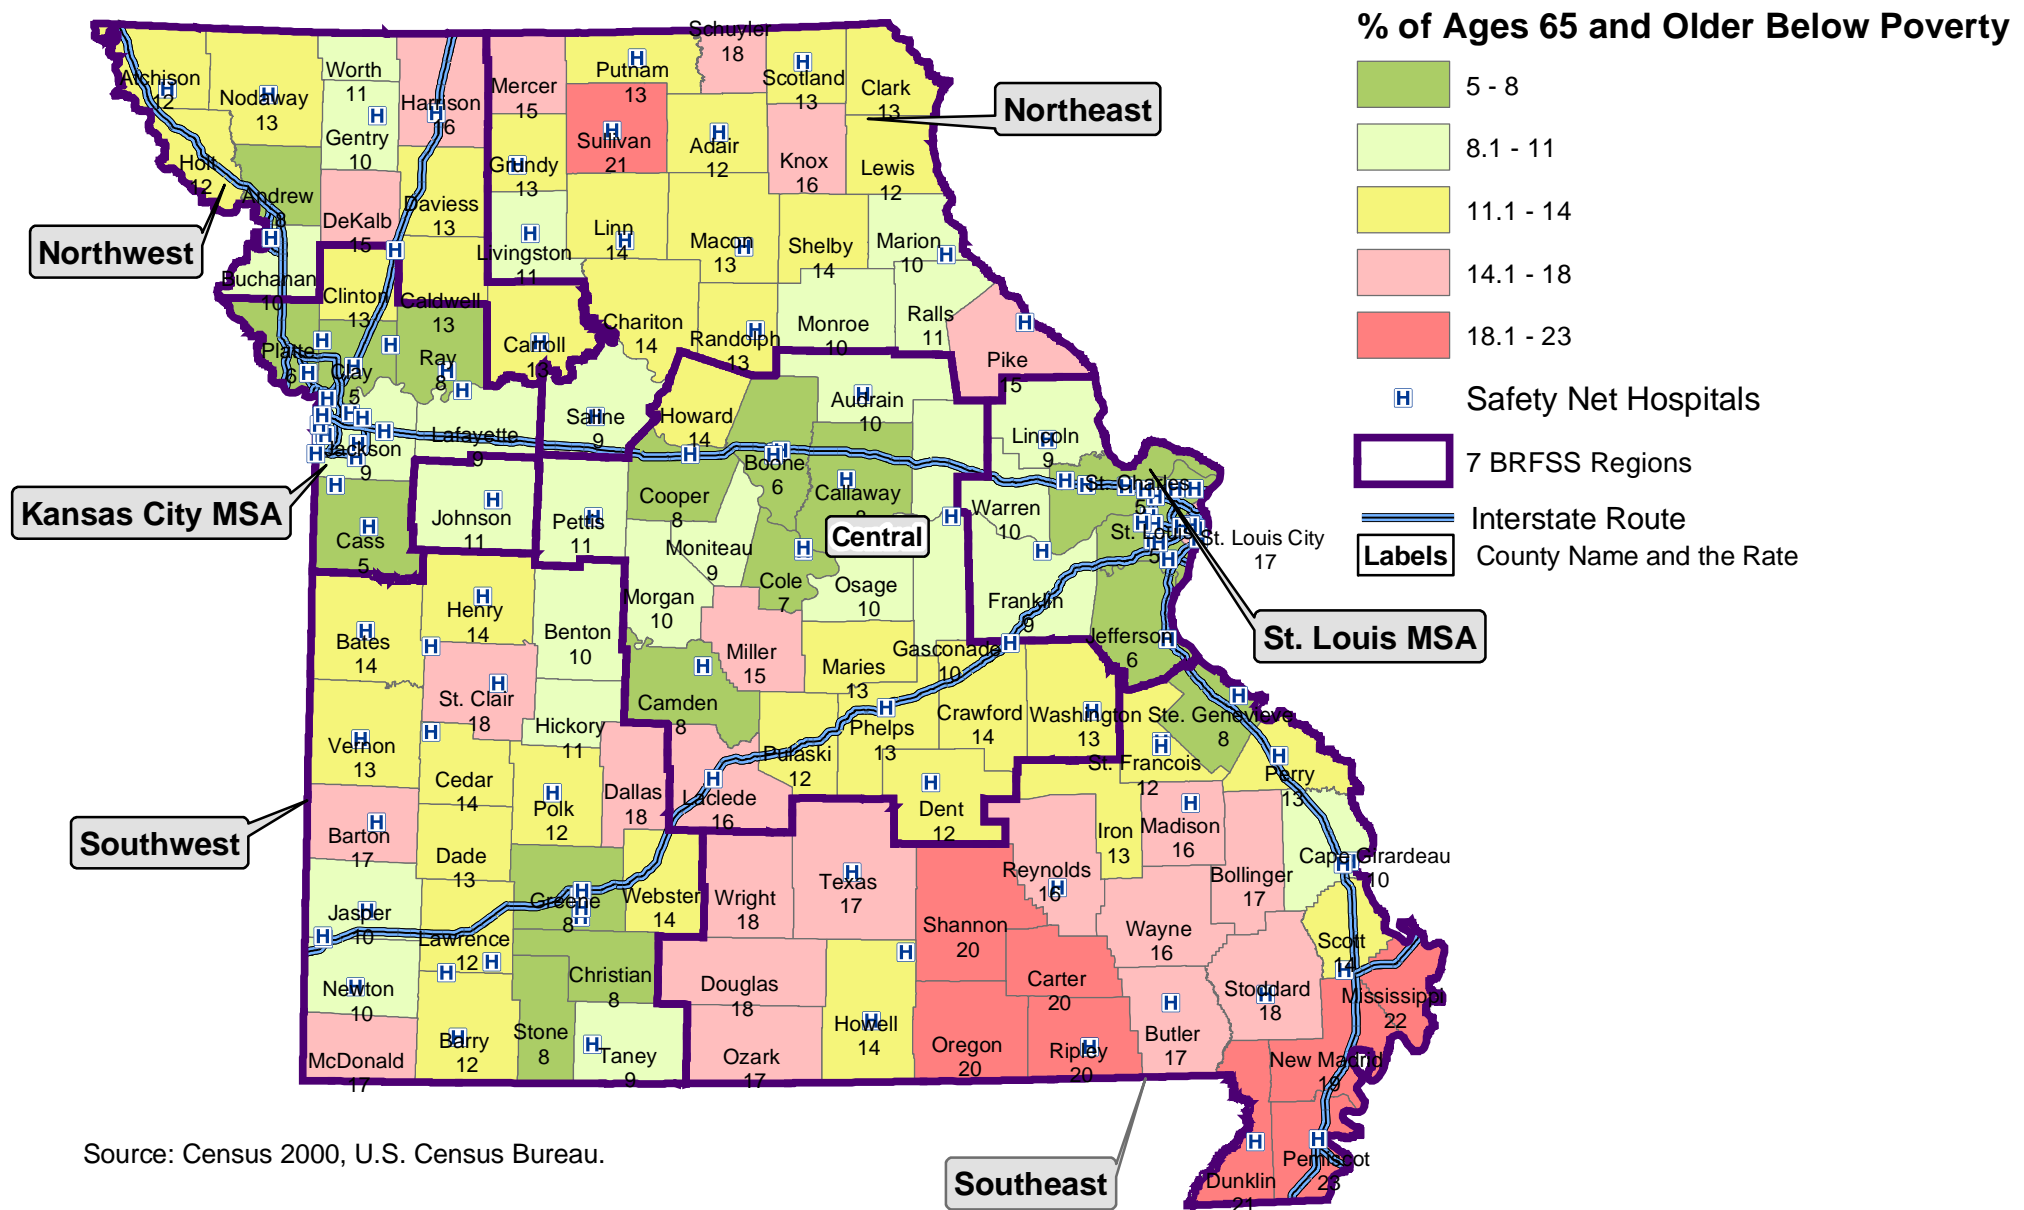 % of Ages 65 and Older Below Poverty
5 - 8
8.1 - 11
11.1 - 14
14.1 - 18
18.1 - 23
H Safety Net Hospitals
7 BRFSS Regions
Interstate Route
Labels County Name and the Rate
Northwest
Northeast
Kansas City MSA
Central
St. Louis MSA
Southwest
Southeast
Atchison
12
Nodaway
13
Worth
11
Gentry
10
Harrison
16
Mercer
15
Putnam
13
Schuyler
18
Scotland
13
Clark
13
Holt
12
Andrew
8
DeKalb
15
Daviess
13
Grundy
13
Sullivan
21
Adair
12
Knox
16
Lewis
12
Buchanan
10
Clinton
13
Caldwell
13
Livingston
11
Linn
14
Macon
13
Shelby
14
Marion
10
Platte
6
Clay
5
Ray
8
Carroll
13
Chariton
14
Randolph
13
Monroe
10
Ralls
11
Pike
15
Jackson
9
Lafayette
9
Saline
9
Howard
14
Boone
6
Audrain
10
Callaway
Lincoln
9
St. Charles
5
Cass
5
Johnson
11
Pettis
11
Cooper
8
Moniteau
9
Cole
7
Osage
10
Warren
10
St. Louis
5
St. Louis City
17
Bates
14
Henry
14
Benton
10
Morgan
10
Miller
15
Maries
13
Gasconade
10
Franklin
9
Jefferson
6
St. Clair
18
Hickory
11
Camden
8
Pulaski
12
Phelps
13
Crawford
14
Washington
13
Ste. Genevieve
8
St. Francois
12
Perry
13
Vernon
13
Cedar
14
Polk
12
Dallas
18
Laclede
16
Dent
12
Iron
13
Madison
16
Barton
17
Dade
13
Greene
8
Webster
14
Wright
18
Texas
17
Shannon
20
Reynolds
16
Wayne
16
Bollinger
17
Cape Girardeau
10
Jasper
10
Lawrence
12
Christian
8
Douglas
18
Howell
14
Carter
20
Scott
14
Stoddard
18
Mississippi
22
Newton
10
McDonald
17
Barry
12
Stone
8
Taney
9
Ozark
17
Oregon
20
Ripley
20
Butler
17
New Madrid
19
Dunklin
21
Pemiscot
23
Source: Census 2000, U.S. Census Bureau.